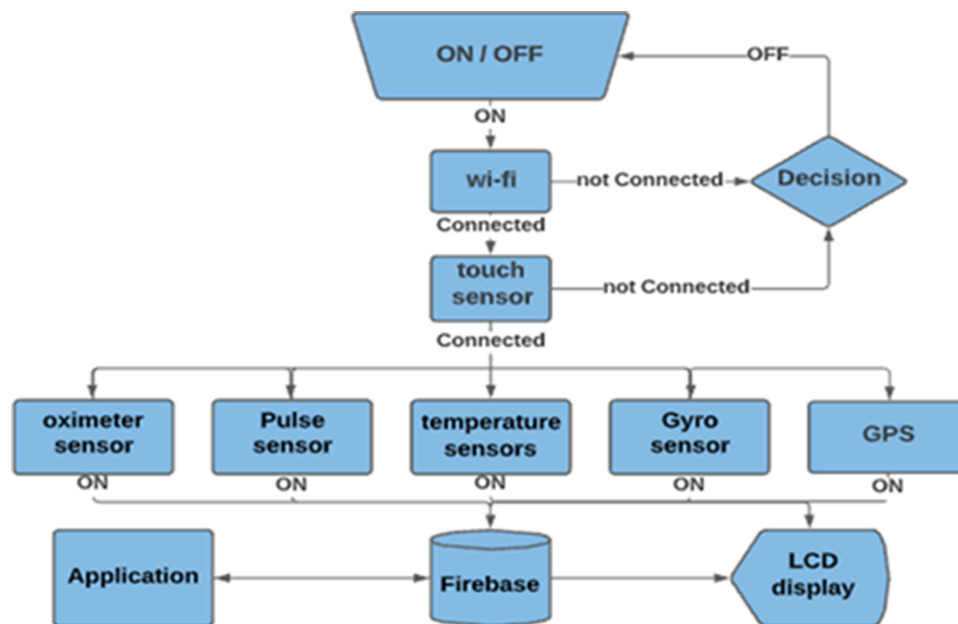 ON / OFF
OFF
ON
wi-fi
not Connected
Decision
Connected
touch
sensor
not Connected
Connected
oximeter
sensor
Pulse
sensor
temperature
sensors
Gyro
sensor
GPS
ON
ON
ON
ON
ON
Application
Firebase
LCD
display